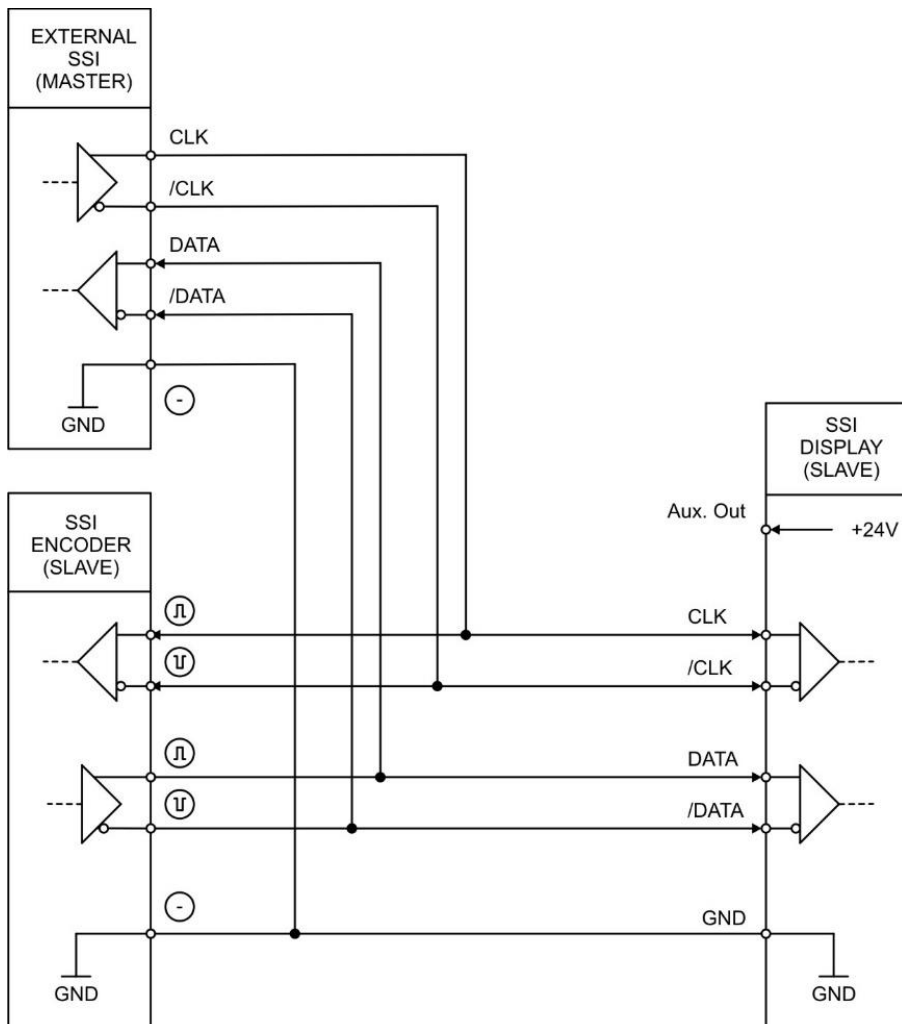 EXTERNAL
SSI
(MASTER)
CLK
/CLK
DATA
/DATA
-
GND
SSI
DISPLAY
(SLAVE)
Aux. Out
+24V
SSI
ENCODER
(SLAVE)
CLK
/CLK
DATA
/DATA
-
GND
GND
GND